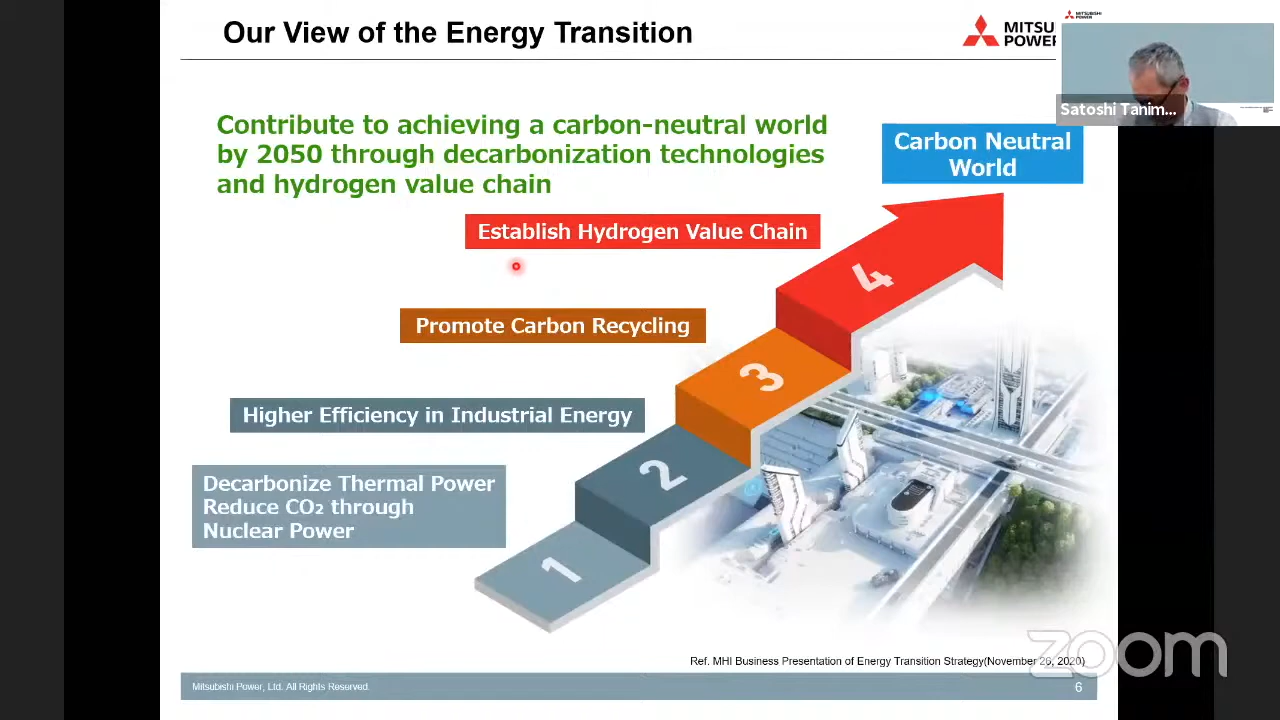 Our View of the Energy Transition
MITSU
POWER
MITSUBISHI
POWER
Satoshi Tanim...
Contribute to achieving a carbon-neutral world
by 2050 through decarbonization technologies
and hydrogen value chain
Carbon Neutral
World
Establish Hydrogen Value Chain
4
Promote Carbon Recycling
3
Higher Efficiency in Industrial Energy
2
Decarbonize Thermal Power
Reduce CO₂ through
Nuclear Power
1
Ref. MHI Business Presentation of Energy Transition Strategy(November 26, 2020)
zoom
Mitsubishi Power, Ltd. All Rights Reserved.
6